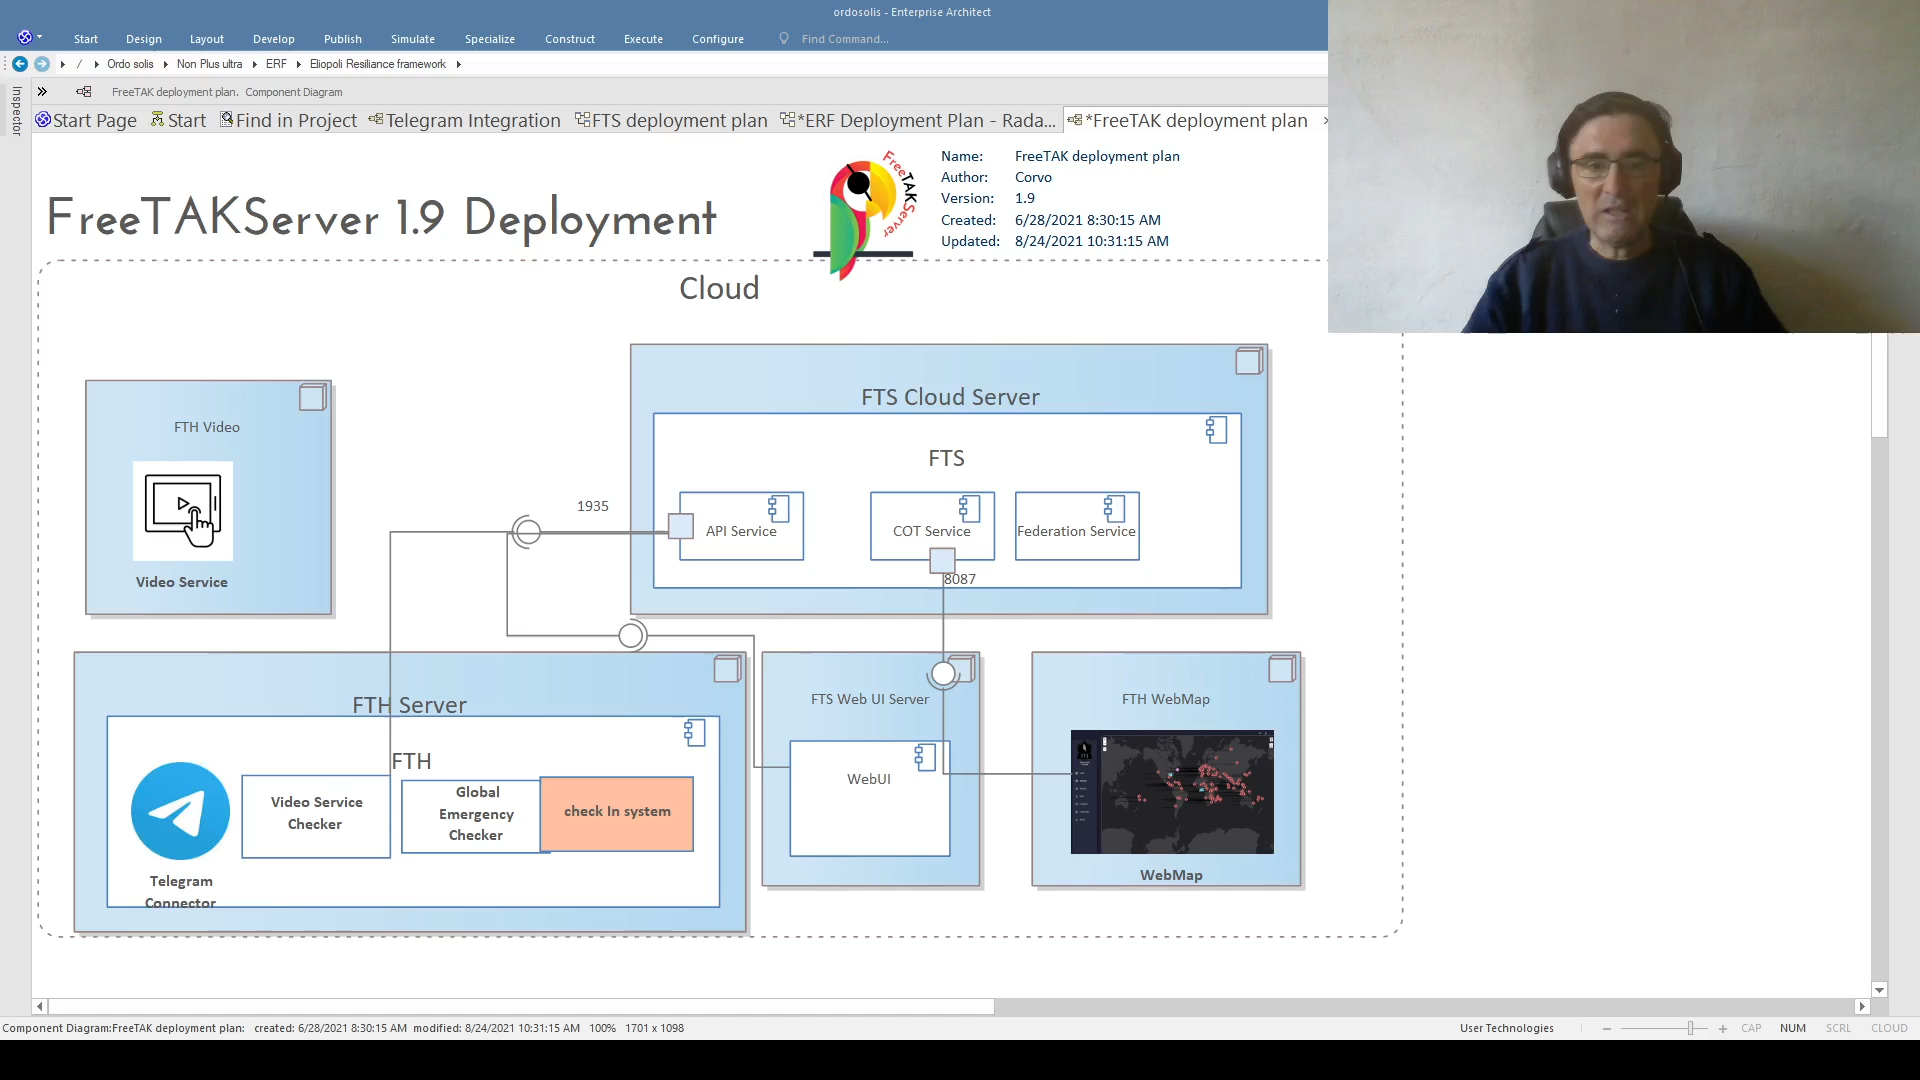 ordosolis - Enterprise Architect
Start Design Layout Develop Publish Simulate Specialize Construct Execute Configure Find Command...
/ Ordo solis Non Plus ultra ERF Eliopoli Resiliance framework
Inspector
FreeTAK deployment plan. Component Diagram
Start Page Start Find in Project Telegram Integration FTS deployment plan *ERF Deployment Plan - Rada... *FreeTAK deployment plan
FreeTAKServer 1.9 Deployment
FreeTAKServer
Name: FreeTAK deployment plan
Author: Corvo
Version: 1.9
Created: 6/28/2021 8:30:15 AM
Updated: 8/24/2021 10:31:15 AM
Cloud
FTH Video
Video Service
FTS Cloud Server
FTS
1935
API Service
COT Service
Federation Service
8087
FTH Server
FTH
Telegram
Connector
Video Service
Checker
Global
Emergency
Checker
check In system
FTS Web UI Server
WebUI
FTH WebMap
WebMap
Component Diagram:FreeTAK deployment plan: created: 6/28/2021 8:30:15 AM modified: 8/24/2021 10:31:15 AM 100% 1701 x 1098
User Technologies CAP NUM SCRL CLOUD